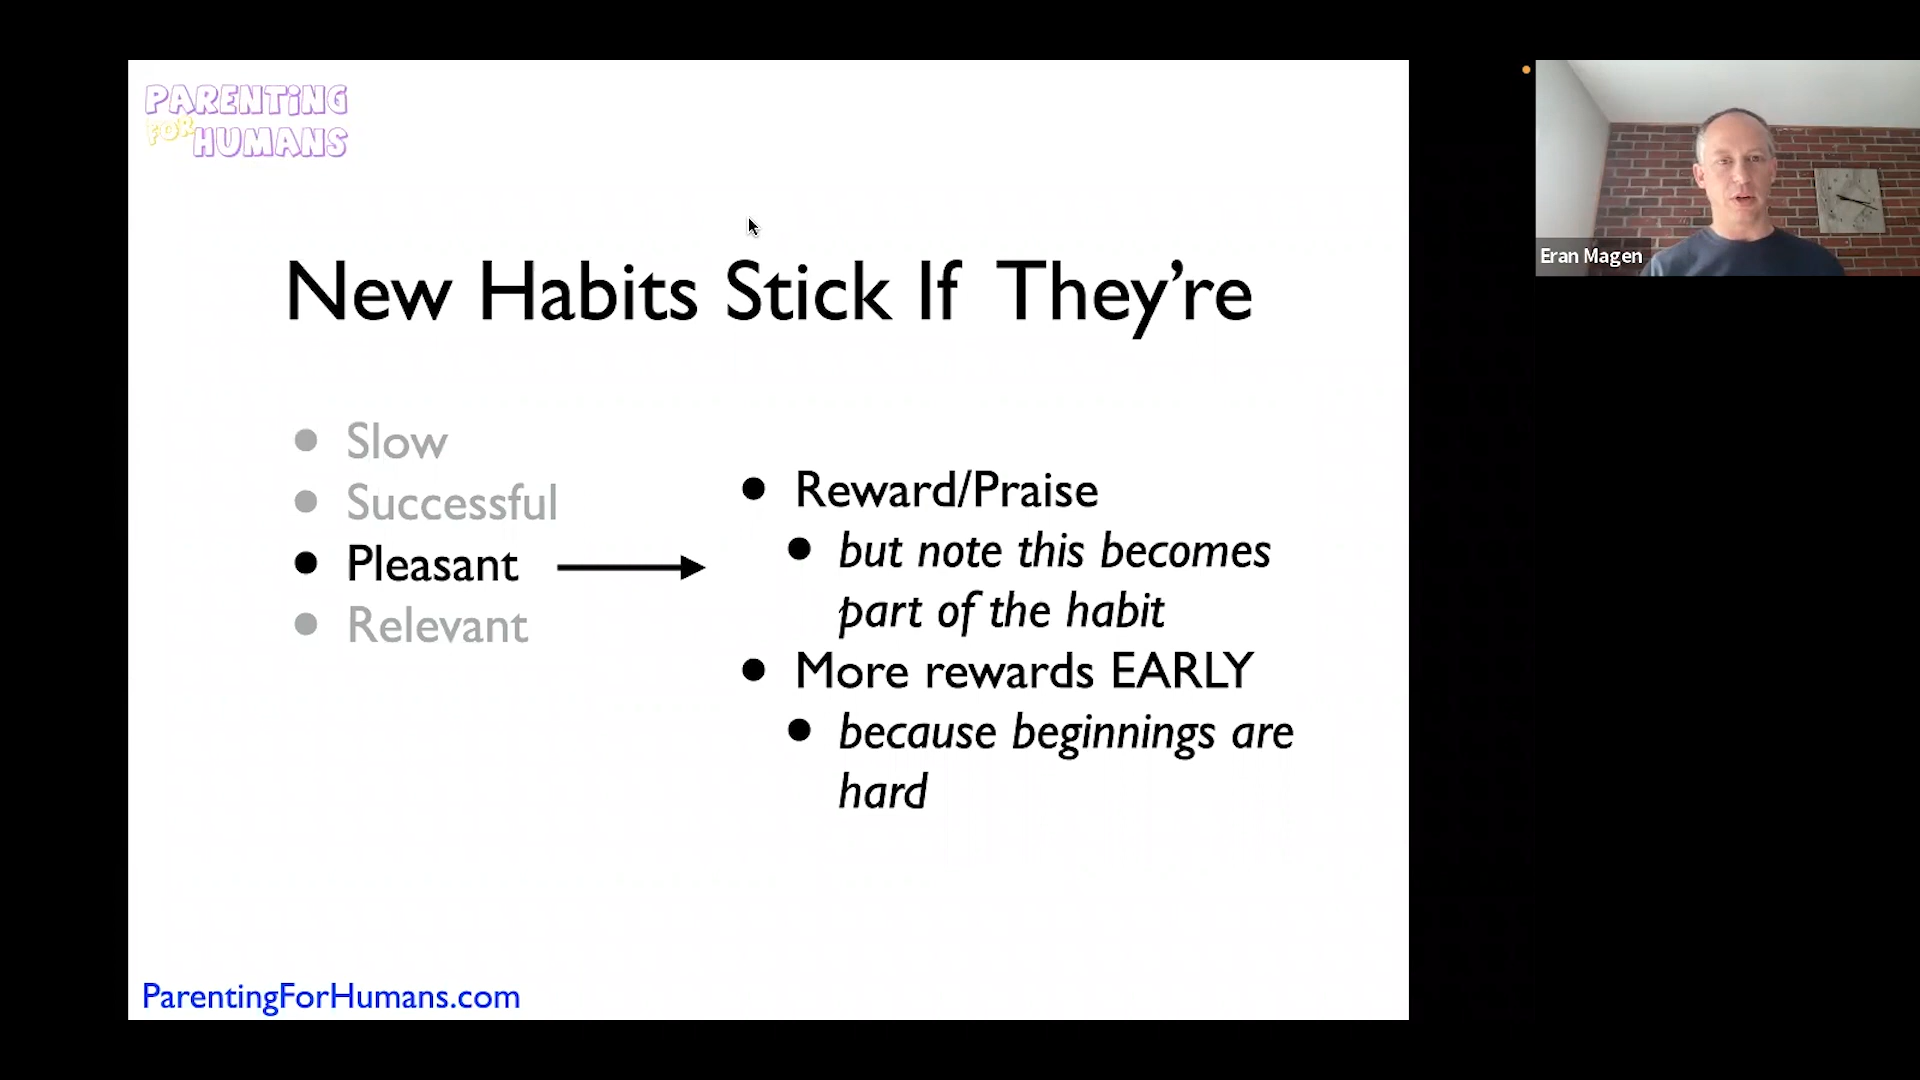 PARENTING
FOR HUMANS
New Habits Stick If They're
Slow
Successful
Pleasant
Relevant
Reward/Praise
but note this becomes
part of the habit
More rewards EARLY
because beginnings are
hard
ParentingForHumans.com
Eran Magen